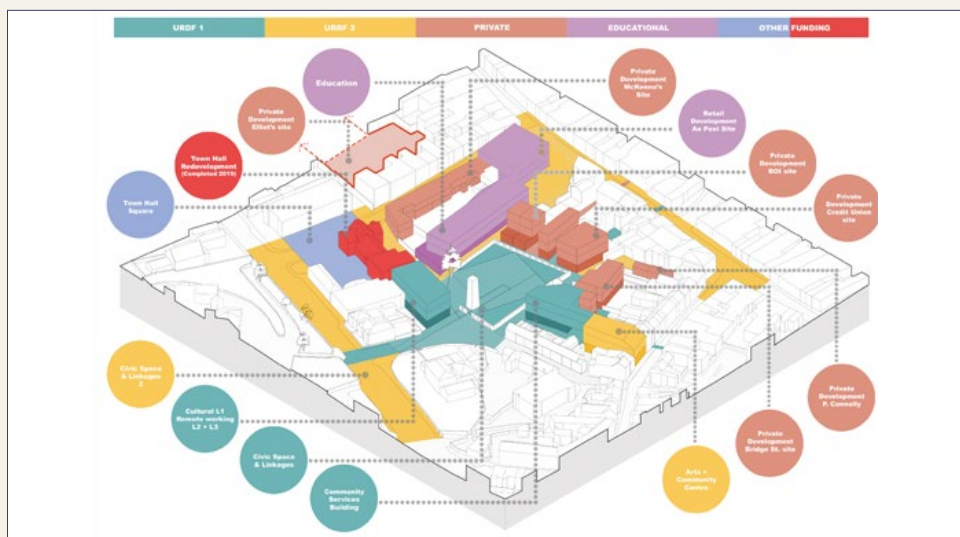 URDF 1
URDF 2
PRIVATE
EDUCATIONAL
OTHER FUNDING
Education
Private
Development
McKenna's
Site
Private
Development
Elliot's site
Retail
Development
An Post Site
Town Hall
Redevelopment
(Completed 2019)
Private
Development
BOI site
Town Hall
Square
Private
Development
Credit Union
site
Civic Space
& Linkages
2
Cultural L1
Remote working
L2 + L3
Private
Development
P. Connolly
Civic Space
& Linkages
Private
Development
Bridge St. site
Community
Services
Building
Arts +
Community
Centre